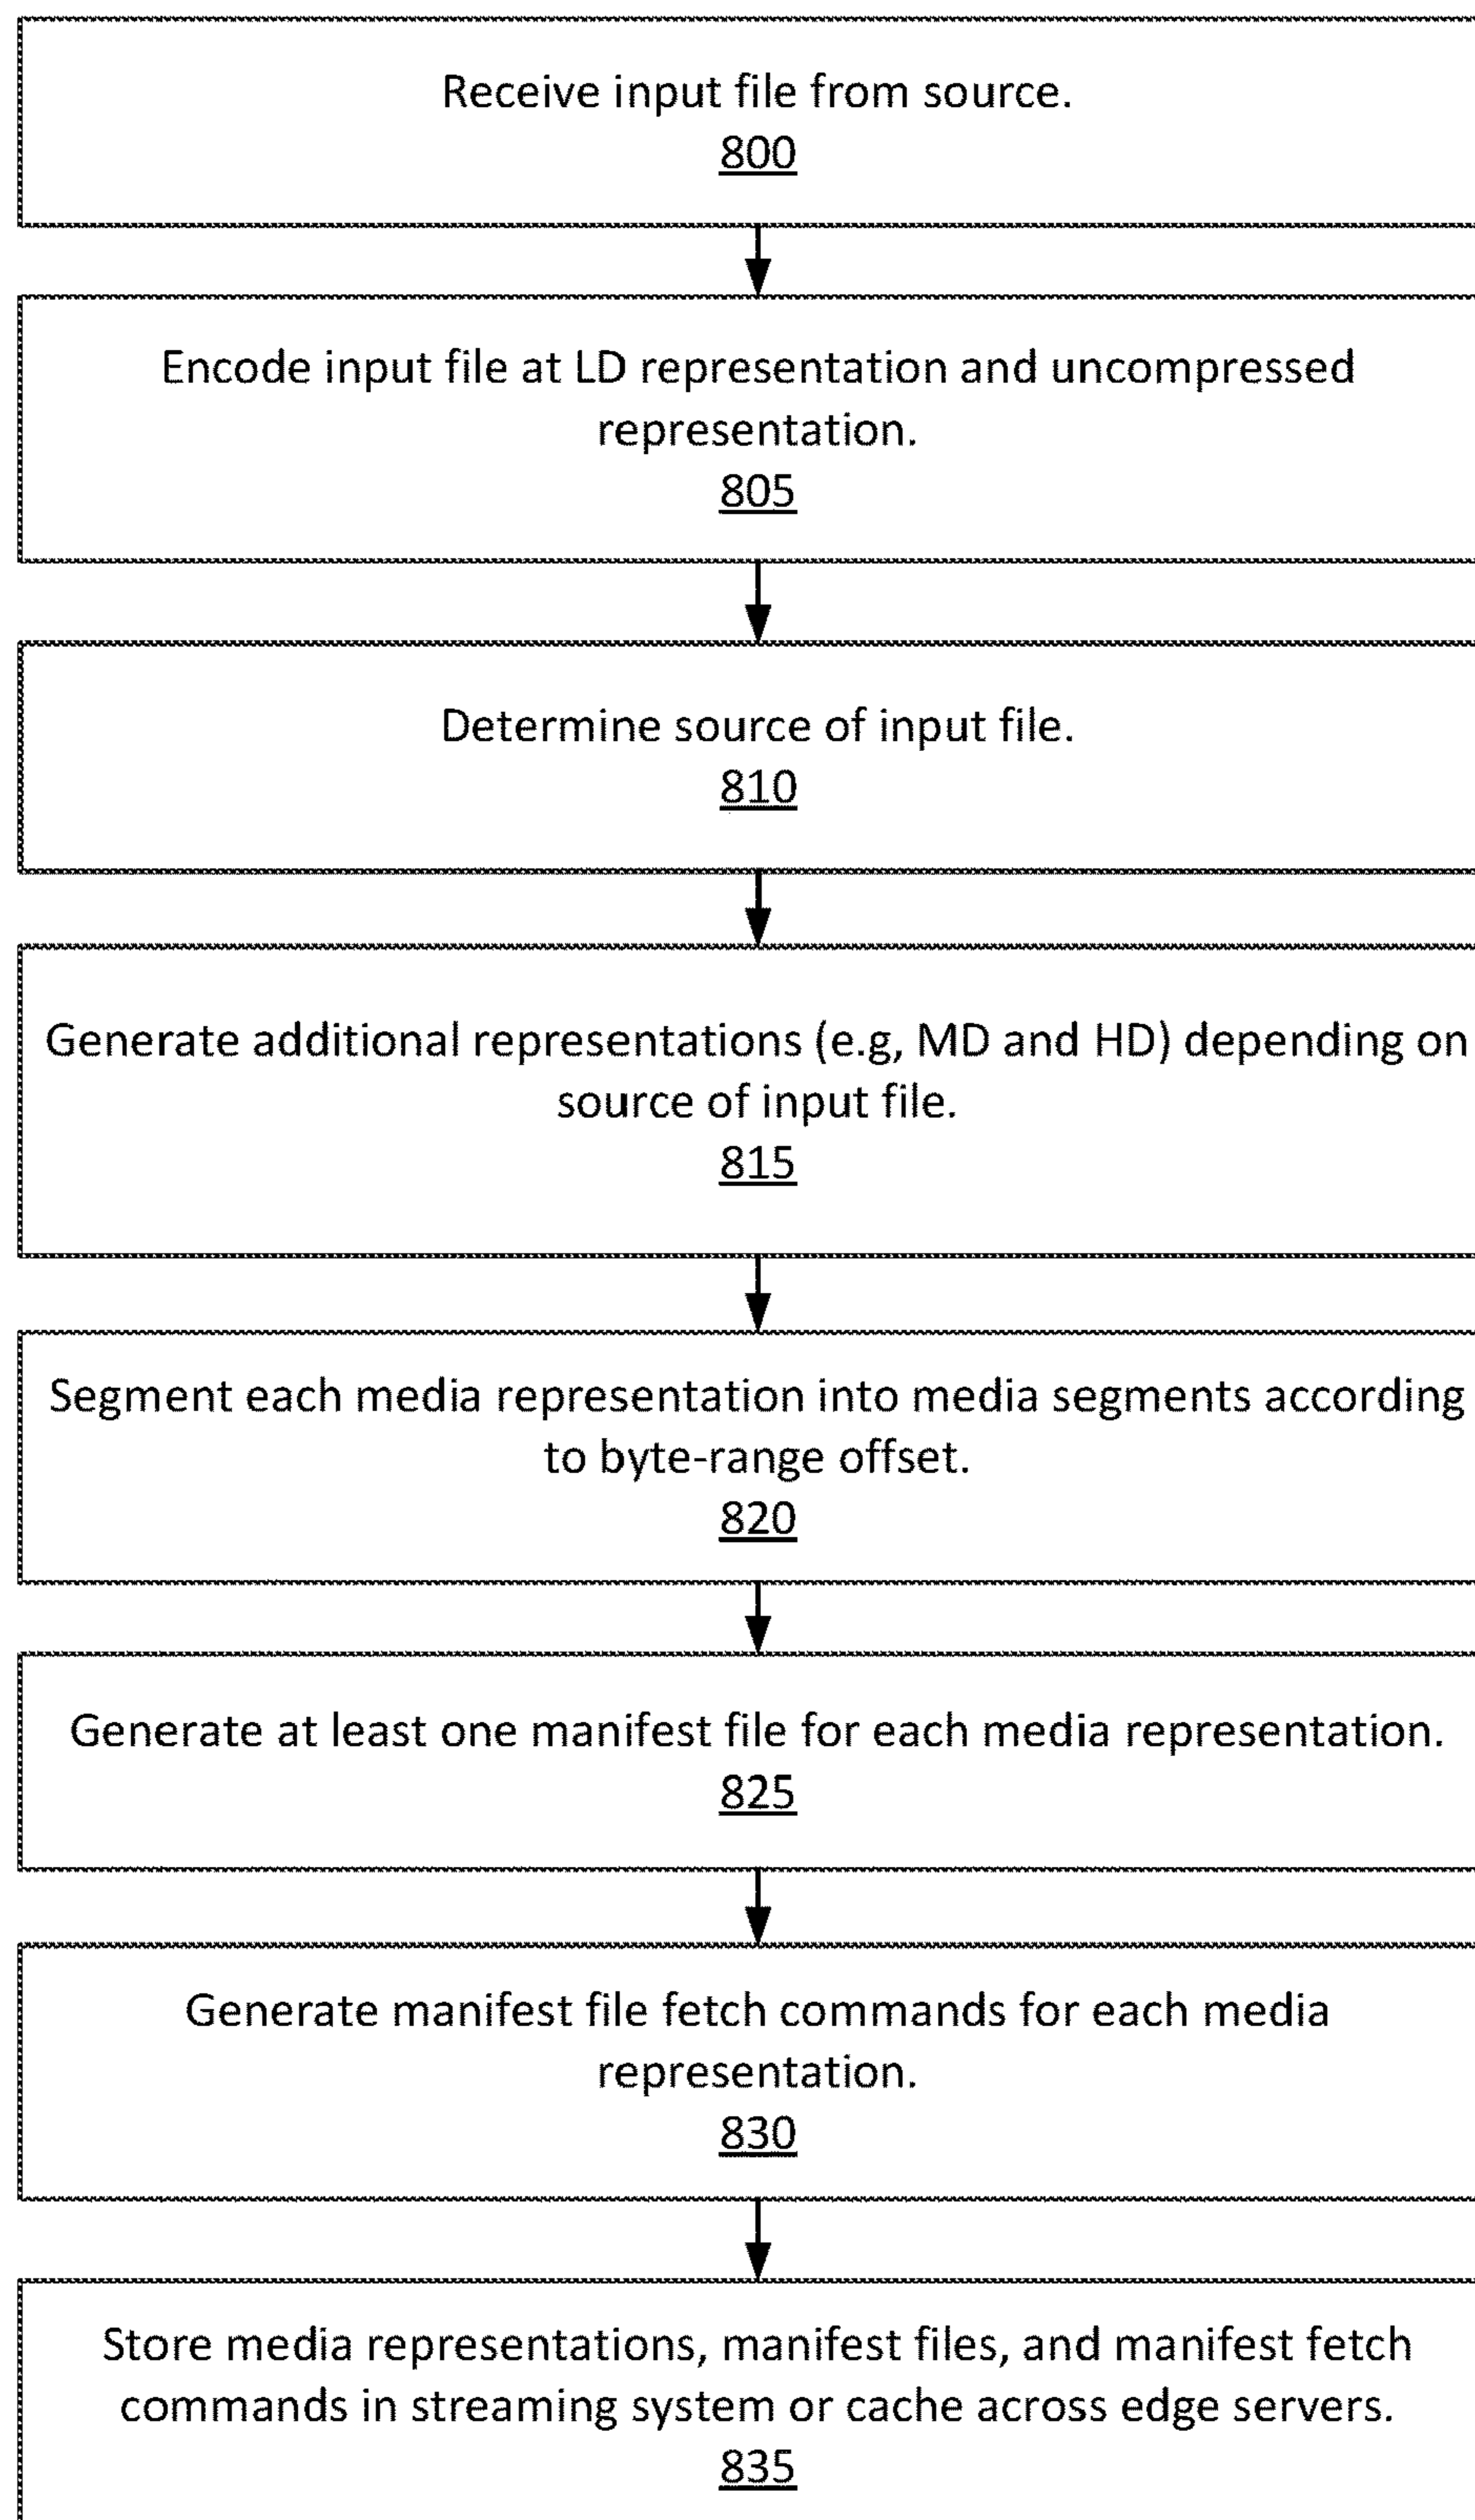 Receive input file from source.
800
Encode input file at LD representation and uncompressed
representation.
805
Determine source of input file.
810
Generate additional representations (e.g, MD and HD) depending on
source of input file.
815
Segment each media representation into media segments according
to byte-range offset.
820
Generate at least one manifest file for each media representation.
825
Generate manifest file fetch commands for each media
representation.
830
Store media representations, manifest files, and manifest fetch
commands in streaming system or cache across edge servers.
835